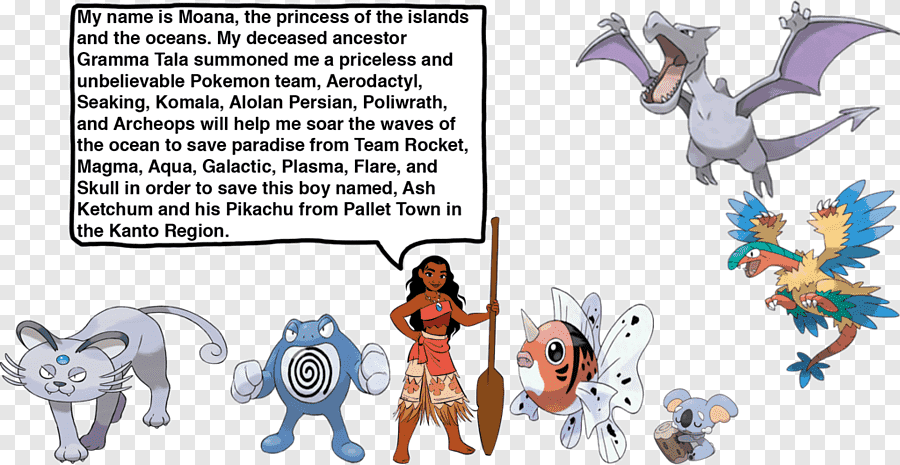 My name is Moana, the princess of the islands
and the oceans. My deceased ancestor
Gramma Tala summoned me a priceless and
unbelievable Pokemon team, Aerodactyl,
Seaking, Komala, Alolan Persian, Poliwrath,
and Archeops will help me soar the waves of
the ocean to save paradise from Team Rocket,
Magma, Aqua, Galactic, Plasma, Flare, and
Skull in order to save this boy named, Ash
Ketchum and his Pikachu from Pallet Town in
the Kanto Region.